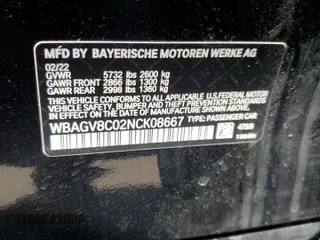 MFD BY BAYERISCHE MOTOREN WERKE AG
02/22
GVWR 5732 lbs 2600 kg
GAWR FRONT 2866 lbs 1300 kg
GAWR REAR 2998 lbs 1360 kg
THIS VEHICLE CONFORMS TO ALL APPLICABLE U.S. FEDERAL MOTOR
VEHICLE SAFETY, BUMPER, AND THEFT PREVENTION STANDARDS
IN EFFECT ON THE DATE OF MANUFACTURE SHOWN ABOVE.
WBAGV8C02NCK08667 TYPE: PASSENGER CAR
475/9